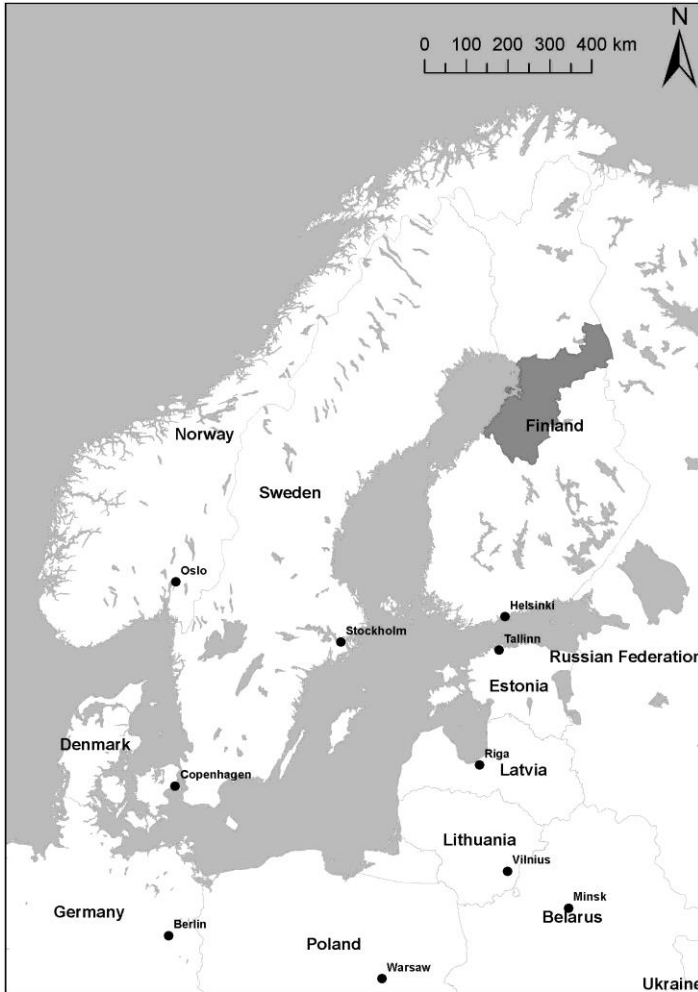 N
0 100 200 300 400 km
Norway
Finland
Sweden
Oslo
Helsinki
Stockholm
Tallinn
Russian Federation
Estonia
Denmark
Riga
Latvia
Copenhagen
Lithuania
Vilnius
Minsk
Germany
Belarus
Berlin
Poland
Warsaw
Ukraine